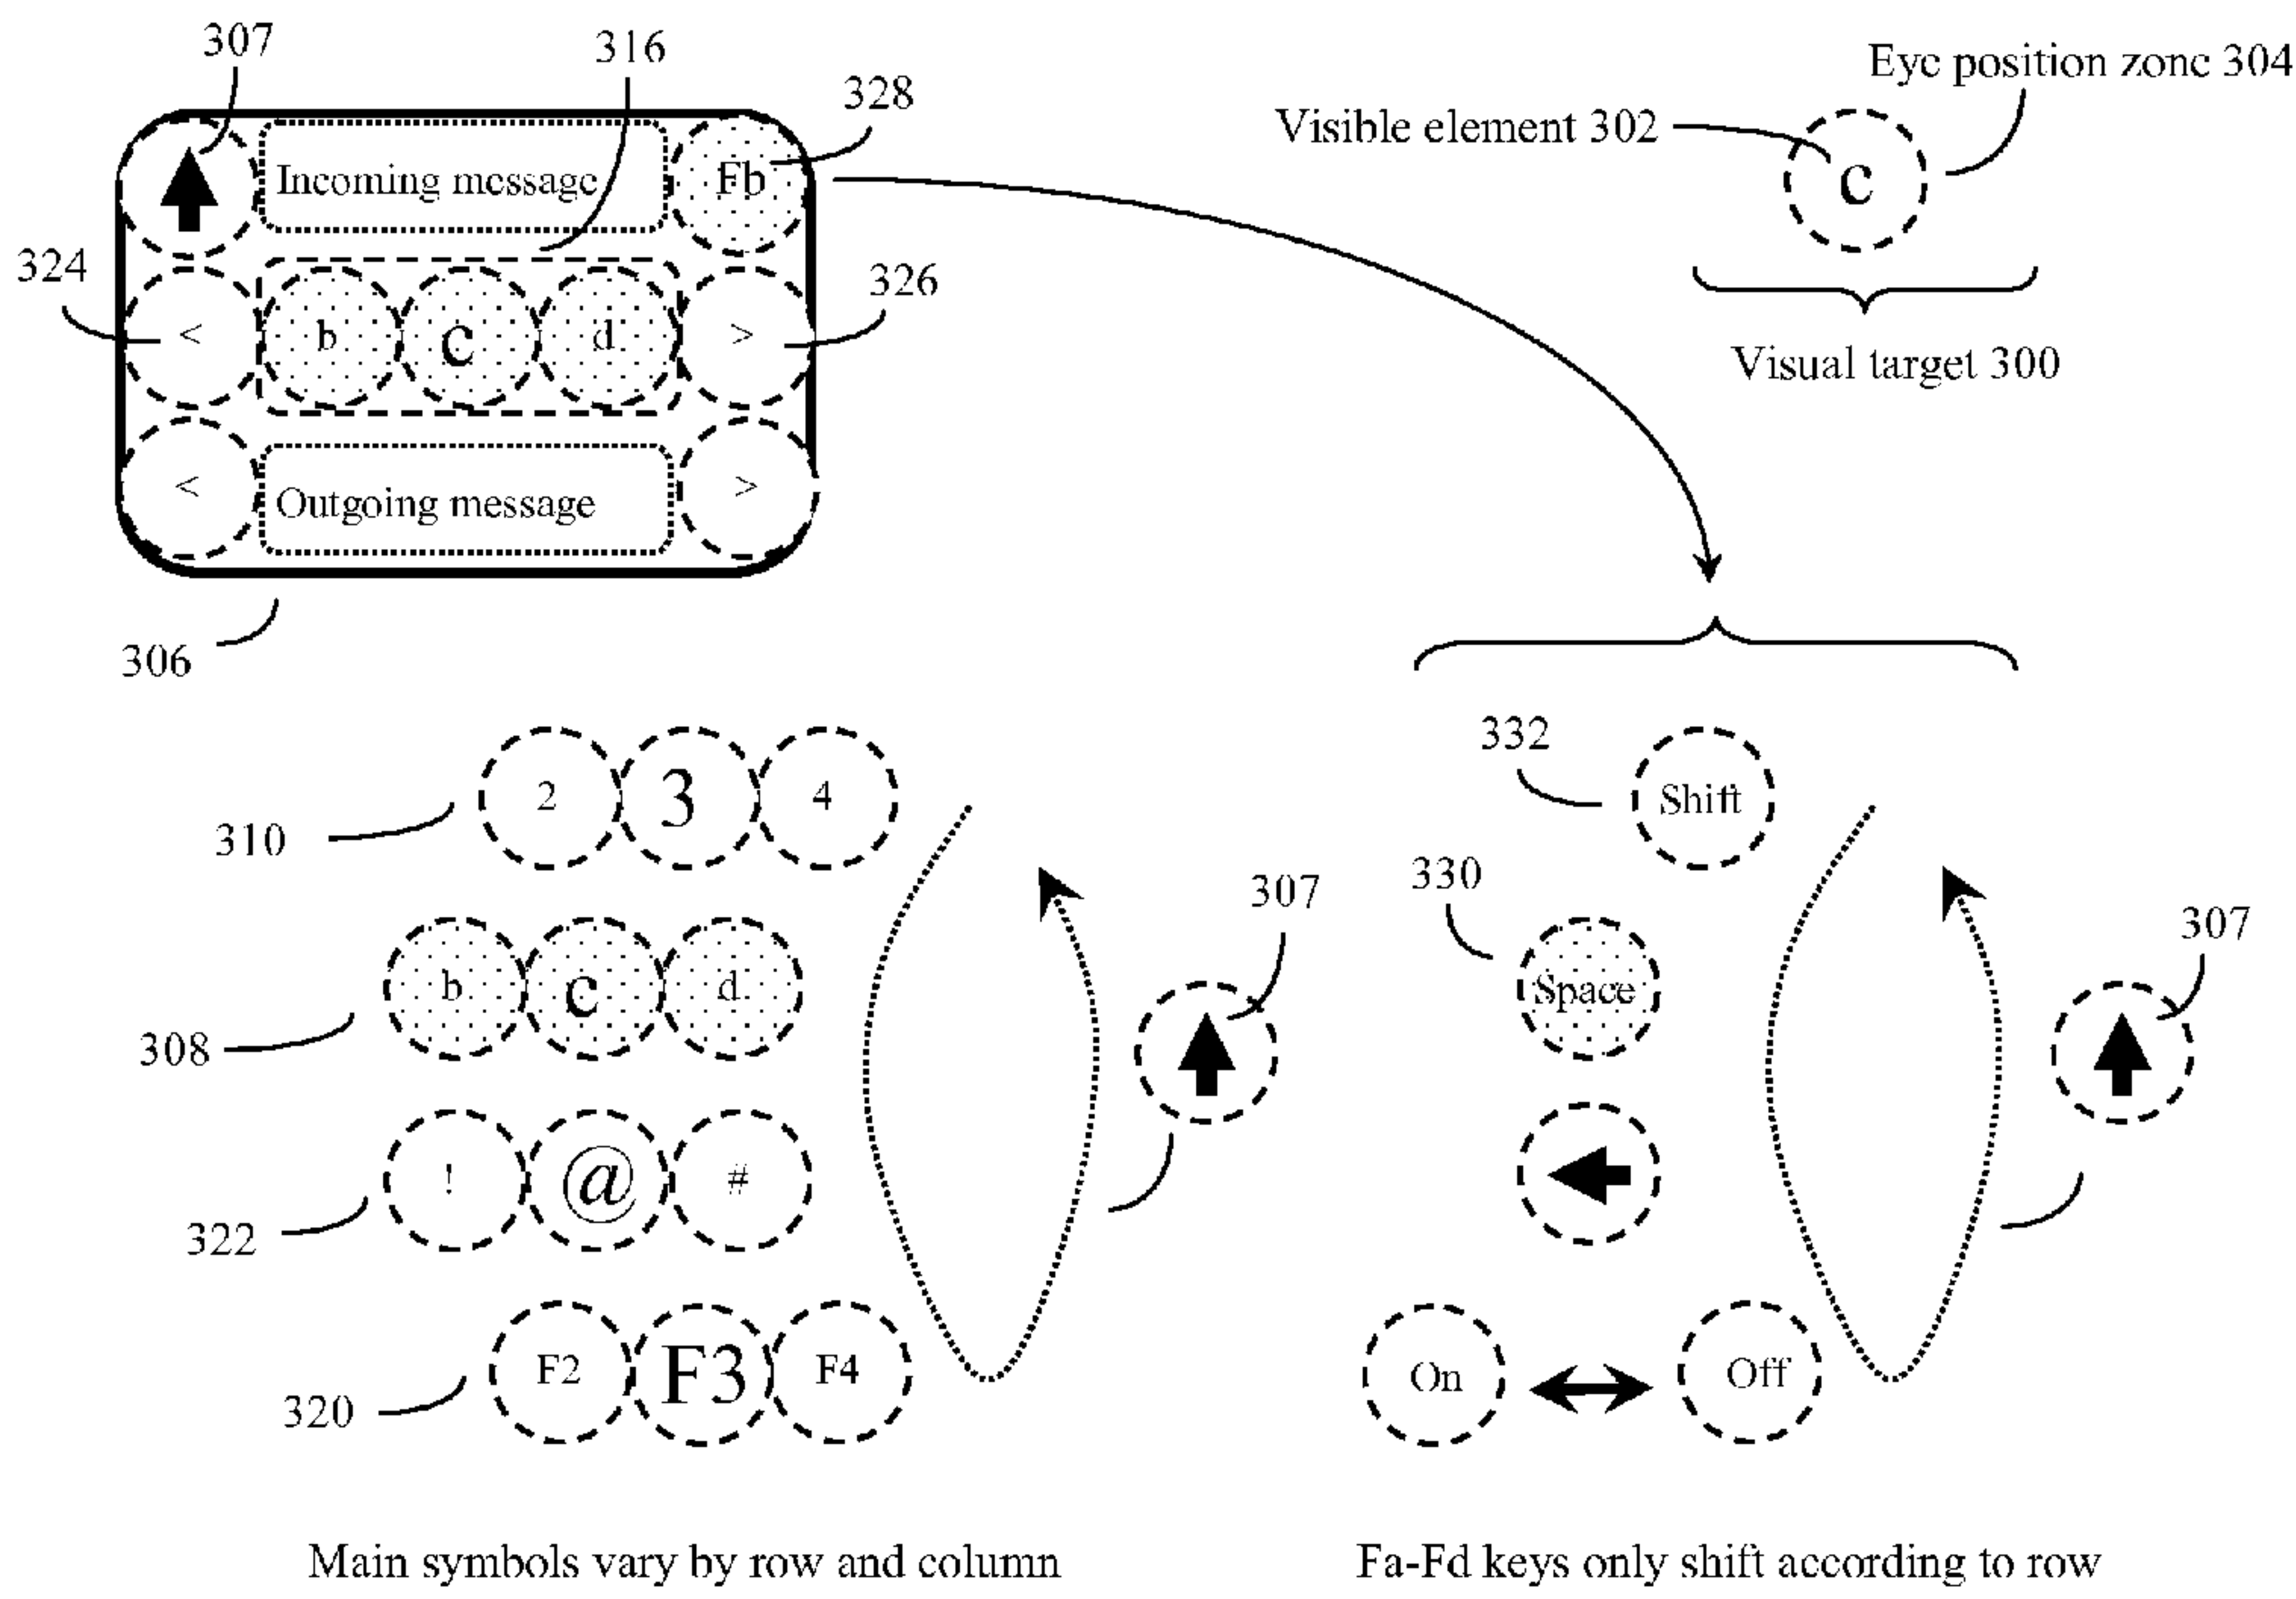 307
316
328
Eye position zone 304
Visible element 302
c
Incoming message
Fb
324
<
b
c
d
>
326
Visual target 300
<
Outgoing message
>
306
310
2
3
4
332
Shift
330
Space
307
307
308
b
c
d
322
!
@
#
320
F2
F3
F4
On
Off
Main symbols vary by row and column
Fa-Fd keys only shift according to row